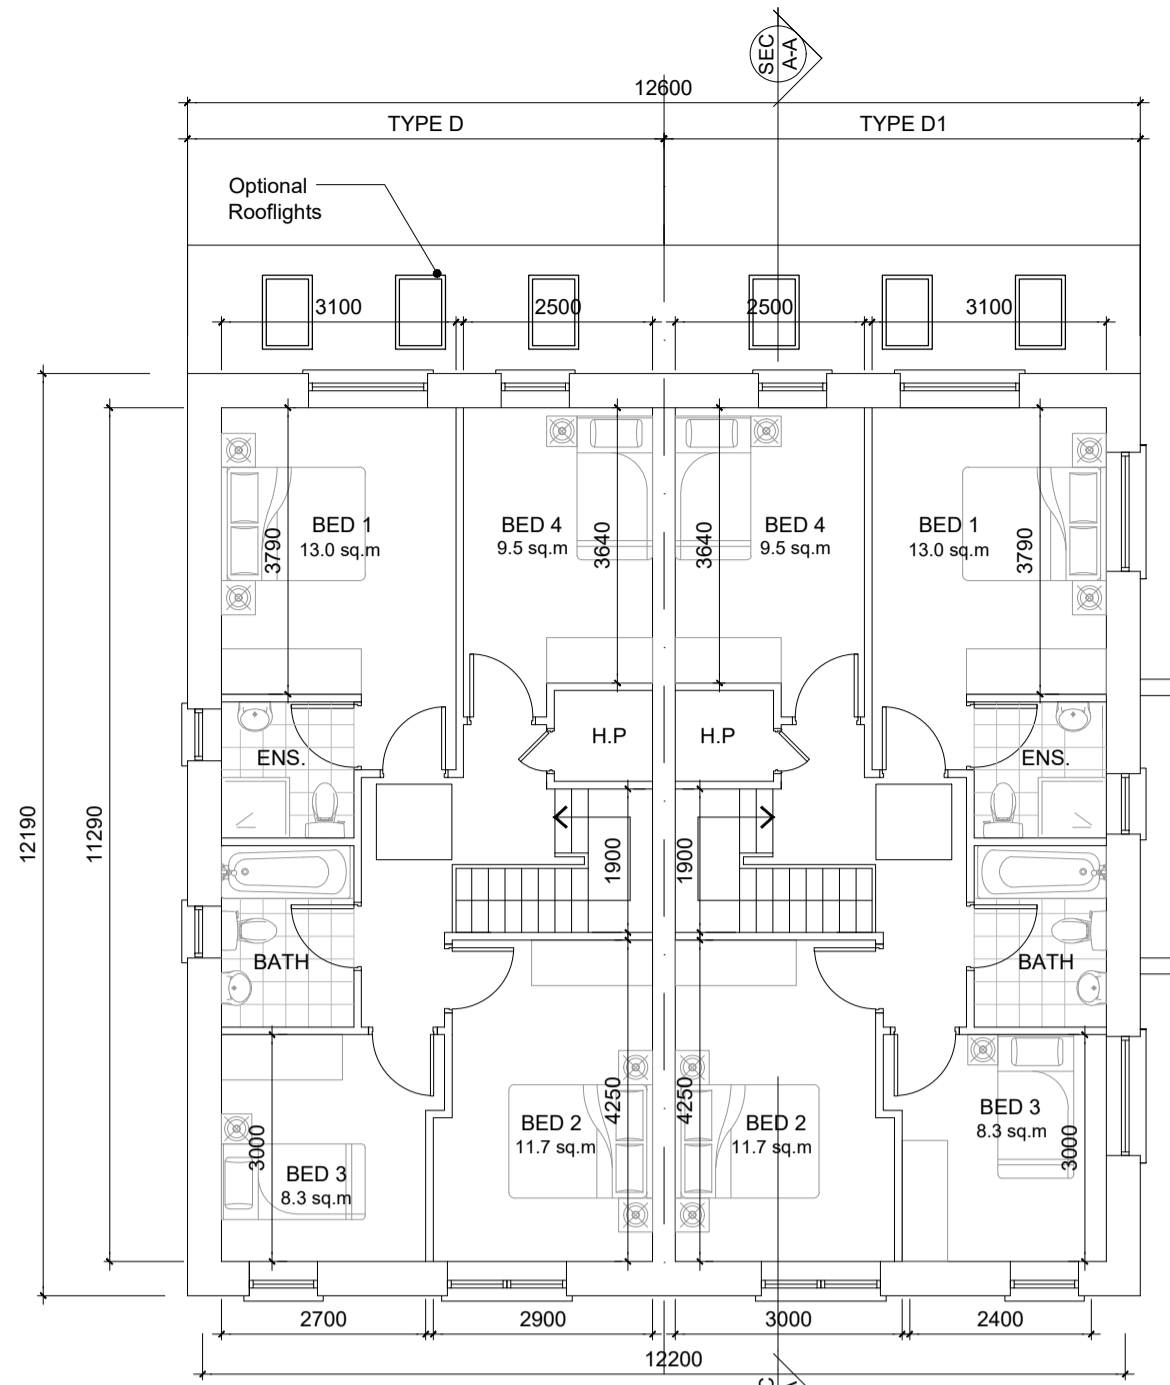 SEC
A-A
12600
TYPE D
TYPE D1
Optional
Rooflights
3100
2500
2500
3100
BED 1
13.0 sq.m
3790
BED 4
9.5 sq.m
3640
3640
BED 4
9.5 sq.m
BED 1
13.0 sq.m
3790
ENS.
H.P
H.P
ENS.
12190
11290
1900
1900
BATH
BATH
BED 3
8.3 sq.m
3000
BED 2
11.7 sq.m
4250
4250
BED 2
11.7 sq.m
BED 3
8.3 sq.m
3000
2700
2900
3000
2400
12200